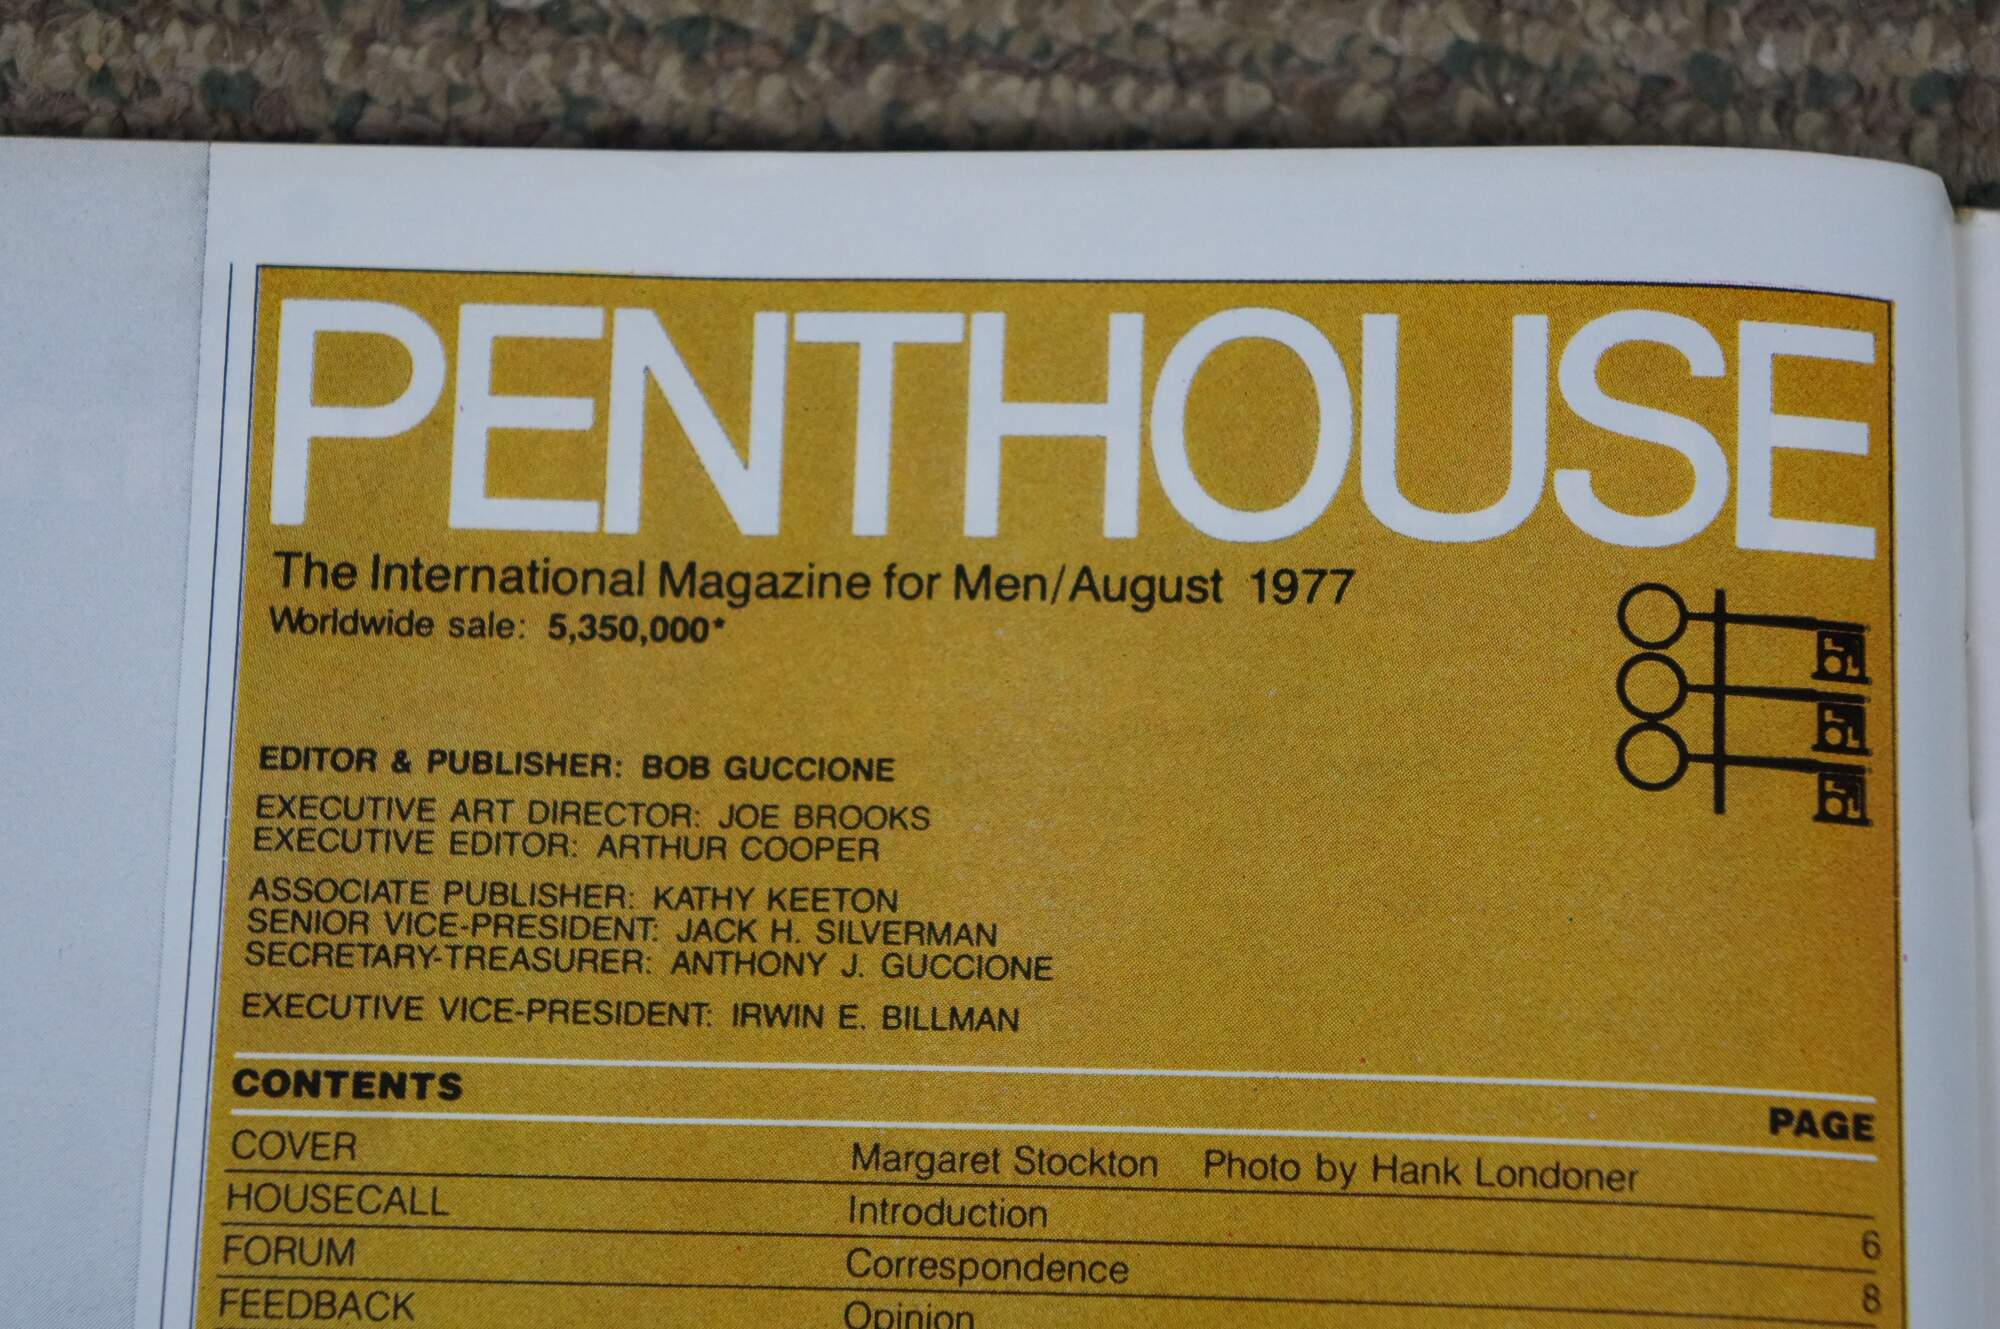 PENTHOUSE
The International Magazine for Men/August 1977
Worldwide sale: 5,350,000*
EDITOR & PUBLISHER: BOB GUCCIONE
EXECUTIVE ART DIRECTOR: JOE BROOKS
EXECUTIVE EDITOR: ARTHUR COOPER
ASSOCIATE PUBLISHER: KATHY KEETON
SENIOR VICE-PRESIDENT: JACK H. SILVERMAN
SECRETARY-TREASURER: ANTHONY J. GUCCIONE
EXECUTIVE VICE-PRESIDENT: IRWIN E. BILLMAN
CONTENTS PAGE
COVER Margaret Stockton Photo by Hank Londoner
HOUSECALL Introduction 6
FORUM Correspondence 8
FEEDBACK Opinion